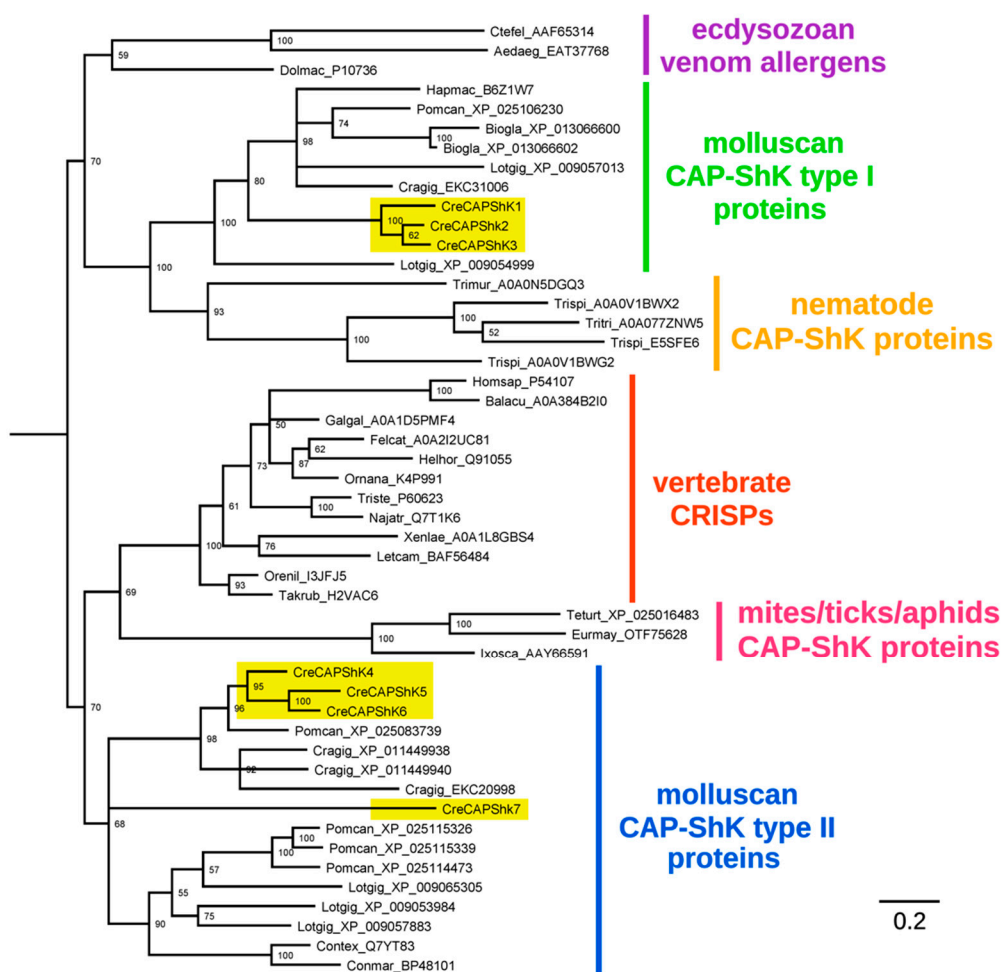 Ctefel_AAF65314
100
Aedaeg_EAT37768
59
Dolmac_P10736
ecdysozoan
venom allergens
Hapmac_B6Z1W7
Pomcan_XP_025106230
74
Biogla_XP_013066600
100
98
Biogla_XP_013066602
70
Lotgig_XP_009057013
80
Cragig_EKC31006
CreCAPShK1
100
CreCAPShk2
100
62
CreCAPShK3
Lotgig_XP_009054999
100
molluscan
CAP-ShK type I
proteins
Trimur_A0A0N5DGQ3
Trispi_A0A0V1BWX2
93
100
Tritri_A0A077ZNW5
52
Trispi_E5SFE6
100
Trispi_A0A0V1BWG2
nematode
CAP-ShK proteins
Homsap_P54107
100
Balacu_A0A384B2I0
Galgal_A0A1D5PMF4
50
Felcat_A0A2I2UC81
62
Helhor_Q91055
87
73
Ornana_K4P991
Triste_P60623
61
100
Najatr_Q7T1K6
Xenlae_A0A1L8GBS4
100
76
Letcam_BAF56484
Orenil_I3JFJ5
93
Takrub_H2VAC6
vertebrate
CRISPs
69
Teturt_XP_025016483
100
Eurmay_OTF75628
100
Ixosca_AAY66591
mites/ticks/aphids
CAP-ShK proteins
CreCAPShK4
95
CreCAPShK5
100
96
CreCAPShK6
70
Pomcan_XP_025083739
98
Cragig_XP_011449938
Cragig_XP_011449940
Cragig_EKC20998
CreCAPShk7
68
Pomcan_XP_025115326
100
Pomcan_XP_025115339
100
Pomcan_XP_025114473
57
Lotgig_XP_009065305
55
Lotgig_XP_009053984
75
90
Lotgig_XP_009057883
Contex_Q7YT83
100
Conmar_BP48101
molluscan
CAP-ShK type II
proteins
0.2